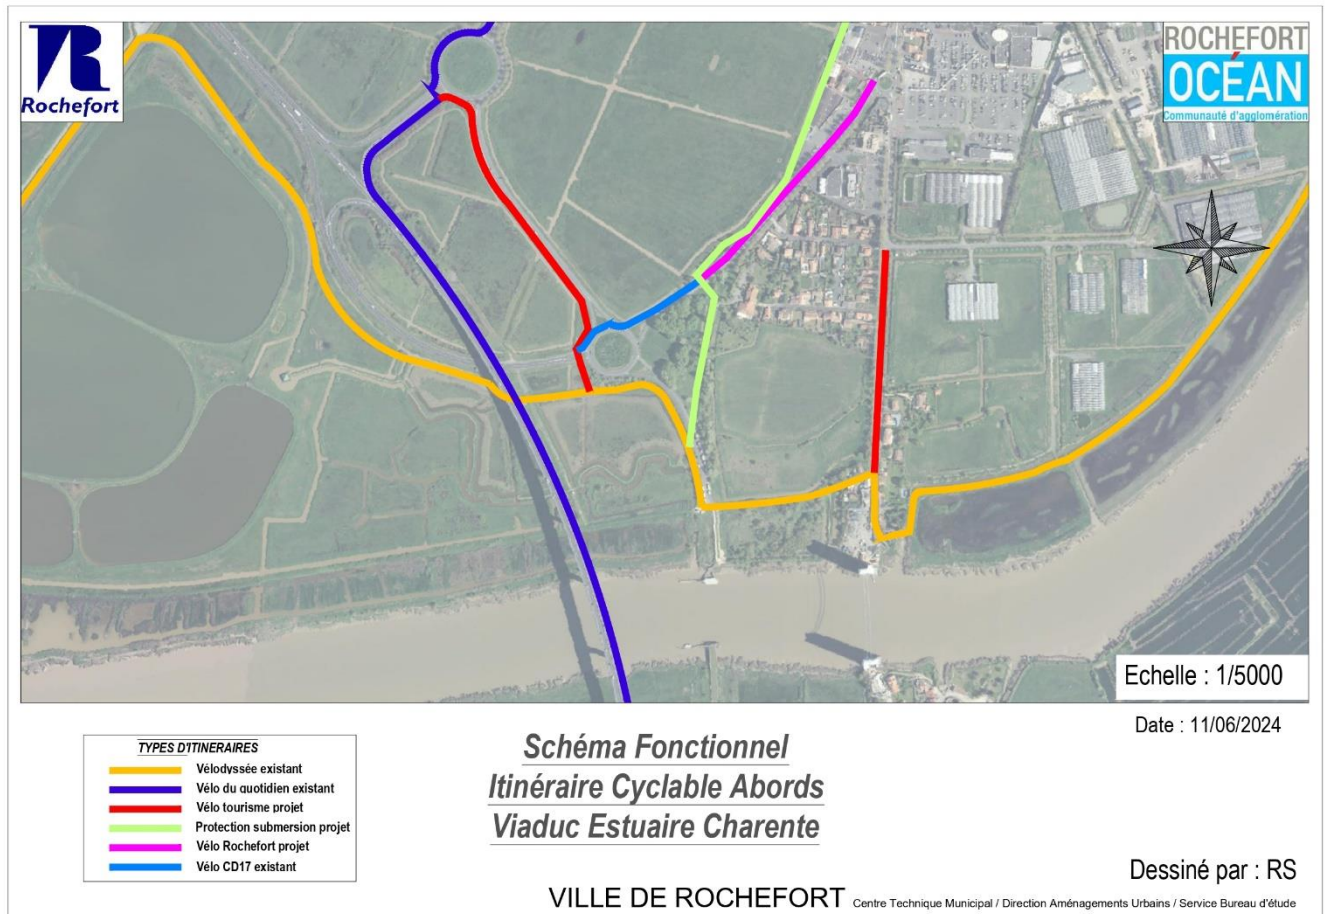 Rochefort
ROCHEFORT
OCÉAN
Communauté d'agglomération
Echelle : 1/5000
Date : 11/06/2024
TYPES D'ITINERAIRES
Vélodyssée existant
Vélo du quotidien existant
Vélo tourisme projet
Protection submersion projet
Vélo Rochefort projet
Vélo CD17 existant
Schéma Fonctionnel
Itinéraire Cyclable Abords
Viaduc Estuaire Charente
Dessiné par : RS
VILLE DE ROCHEFORT Centre Technique Municipal / Direction Aménagements Urbains / Service Bureau d'étude